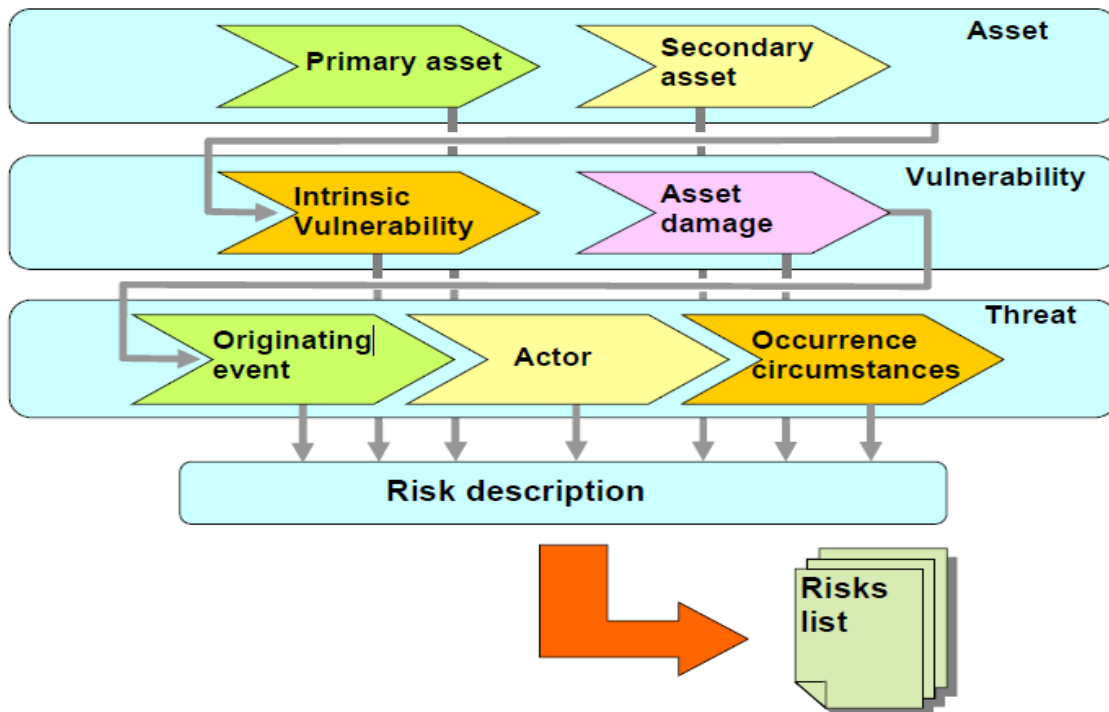 Asset
Primary asset
Secondary
asset
Vulnerability
Intrinsic
Vulnerability
Asset
damage
Threat
Originating
event
Actor
Occurrence
circumstances
Risk description
Risks
list